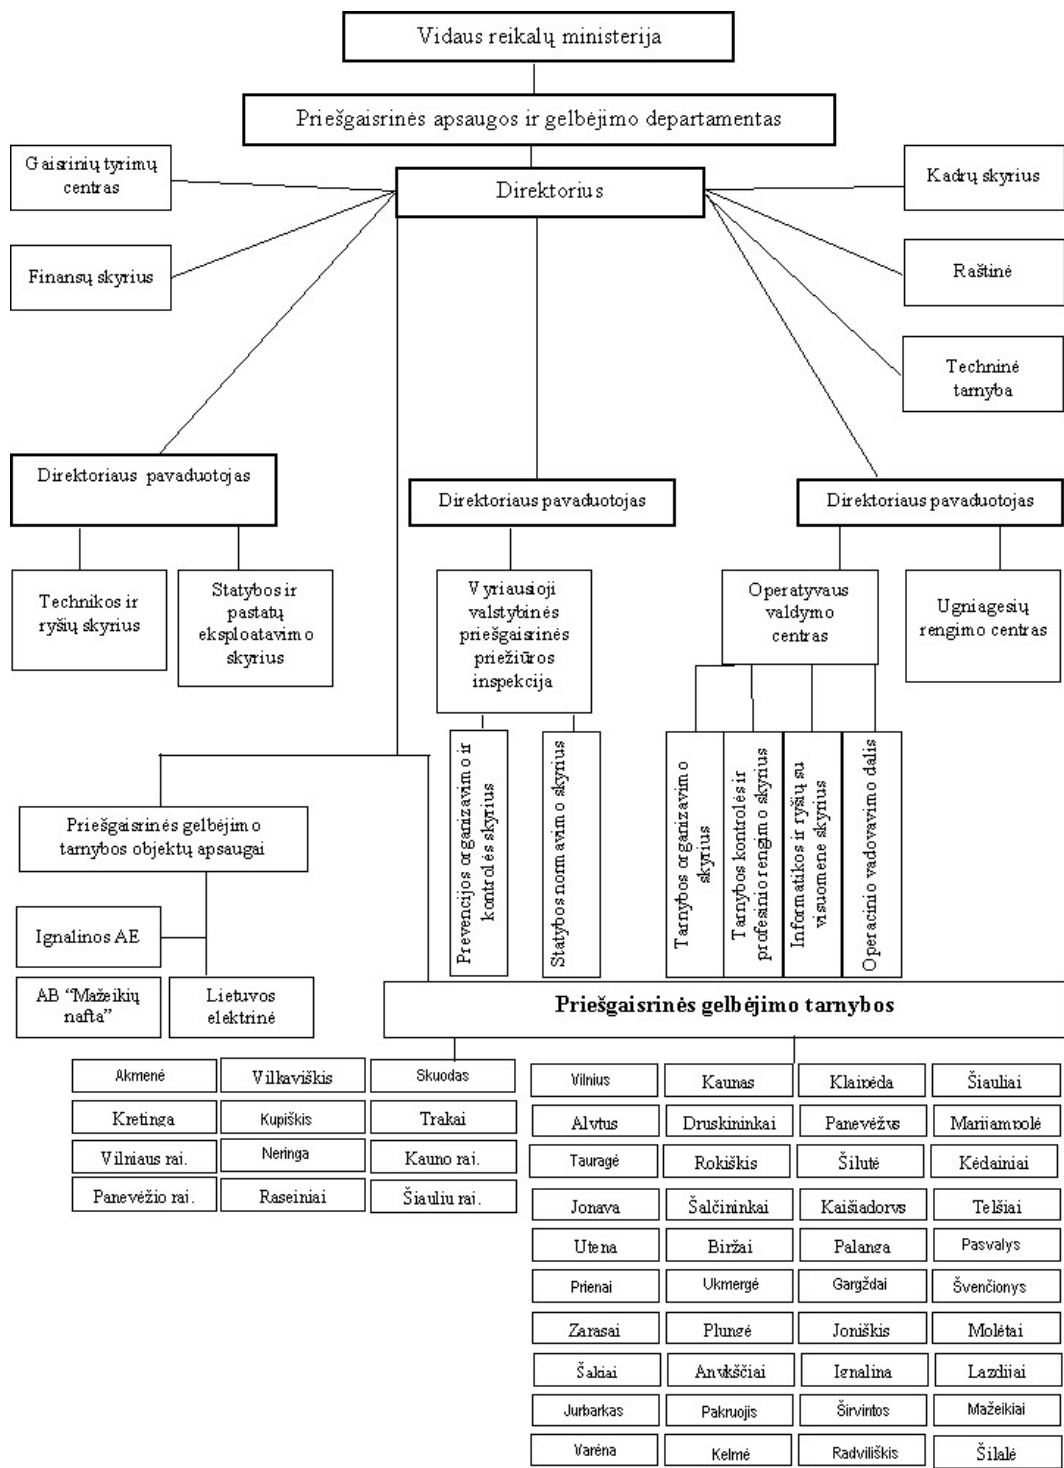 Vidaus reikalų ministerija
Priešgaisrinės apsaugos ir gelbėjimo departamentas
Gaisrinių tyrimų
centras
Direktorius
Kadrų skyrius
Finansų skyrius
Raštinė
Techninė
tarnyba
Direktoriaus pavaduotojas
Direktoriaus pavaduotojas
Direktoriaus pavaduotojas
Technikos ir
ryšių skyrius
Statybos ir
pastatų
eksploatavimo
skyrius
Vyriausioji
valstybinės
priešgaisrinės
priežiūros
inspekcija
Operatyvaus
valdymo
centras
Ugniagesių
rengimo centras
Prevencijos organizavimo ir
kontrolės skyrius
Statybos normavimo skyrius
Tarnybos organizavimo
skyrius
Tarnybos kontrolės ir
profesinio rengimo skyrius
Informatikos ir ryšių su
visuomene skyrius
Operacinio vadovavimo dalis
Priešgaisrinės gelbėjimo
tarnybos objektų apsaugai
Ignalinos AE
AB “Mažeikių
nafta”
Lietuvos
elektrinė
Priešgaisrinės gelbėjimo tarnybos
Akmenė Vilkaviškis Skuodas
Kretinga Kupiškis Trakai
Vilniaus raj. Neringa Kauno raj.
Panevėžio raj. Raseiniai Šiaulių raj.
Vilnius Kaunas Klaipėda Šiauliai
Alytus Druskininkai Panevėžys Marijampolė
Tauragė Rokiškis Šilutė Kėdainiai
Jonava Šalčininkai Kaišiadorys Telšiai
Utena Biržai Palanga Pasvalys
Prienai Ukmergė Gargždai Švenčionys
Zarasai Plungė Joniškis Molėtai
Šakiai Anykščiai Ignalina Lazdijai
Jurbarkas Pakruojis Širvintos Mažeikiai
Varėna Kelmė Radviliškis Šilalė